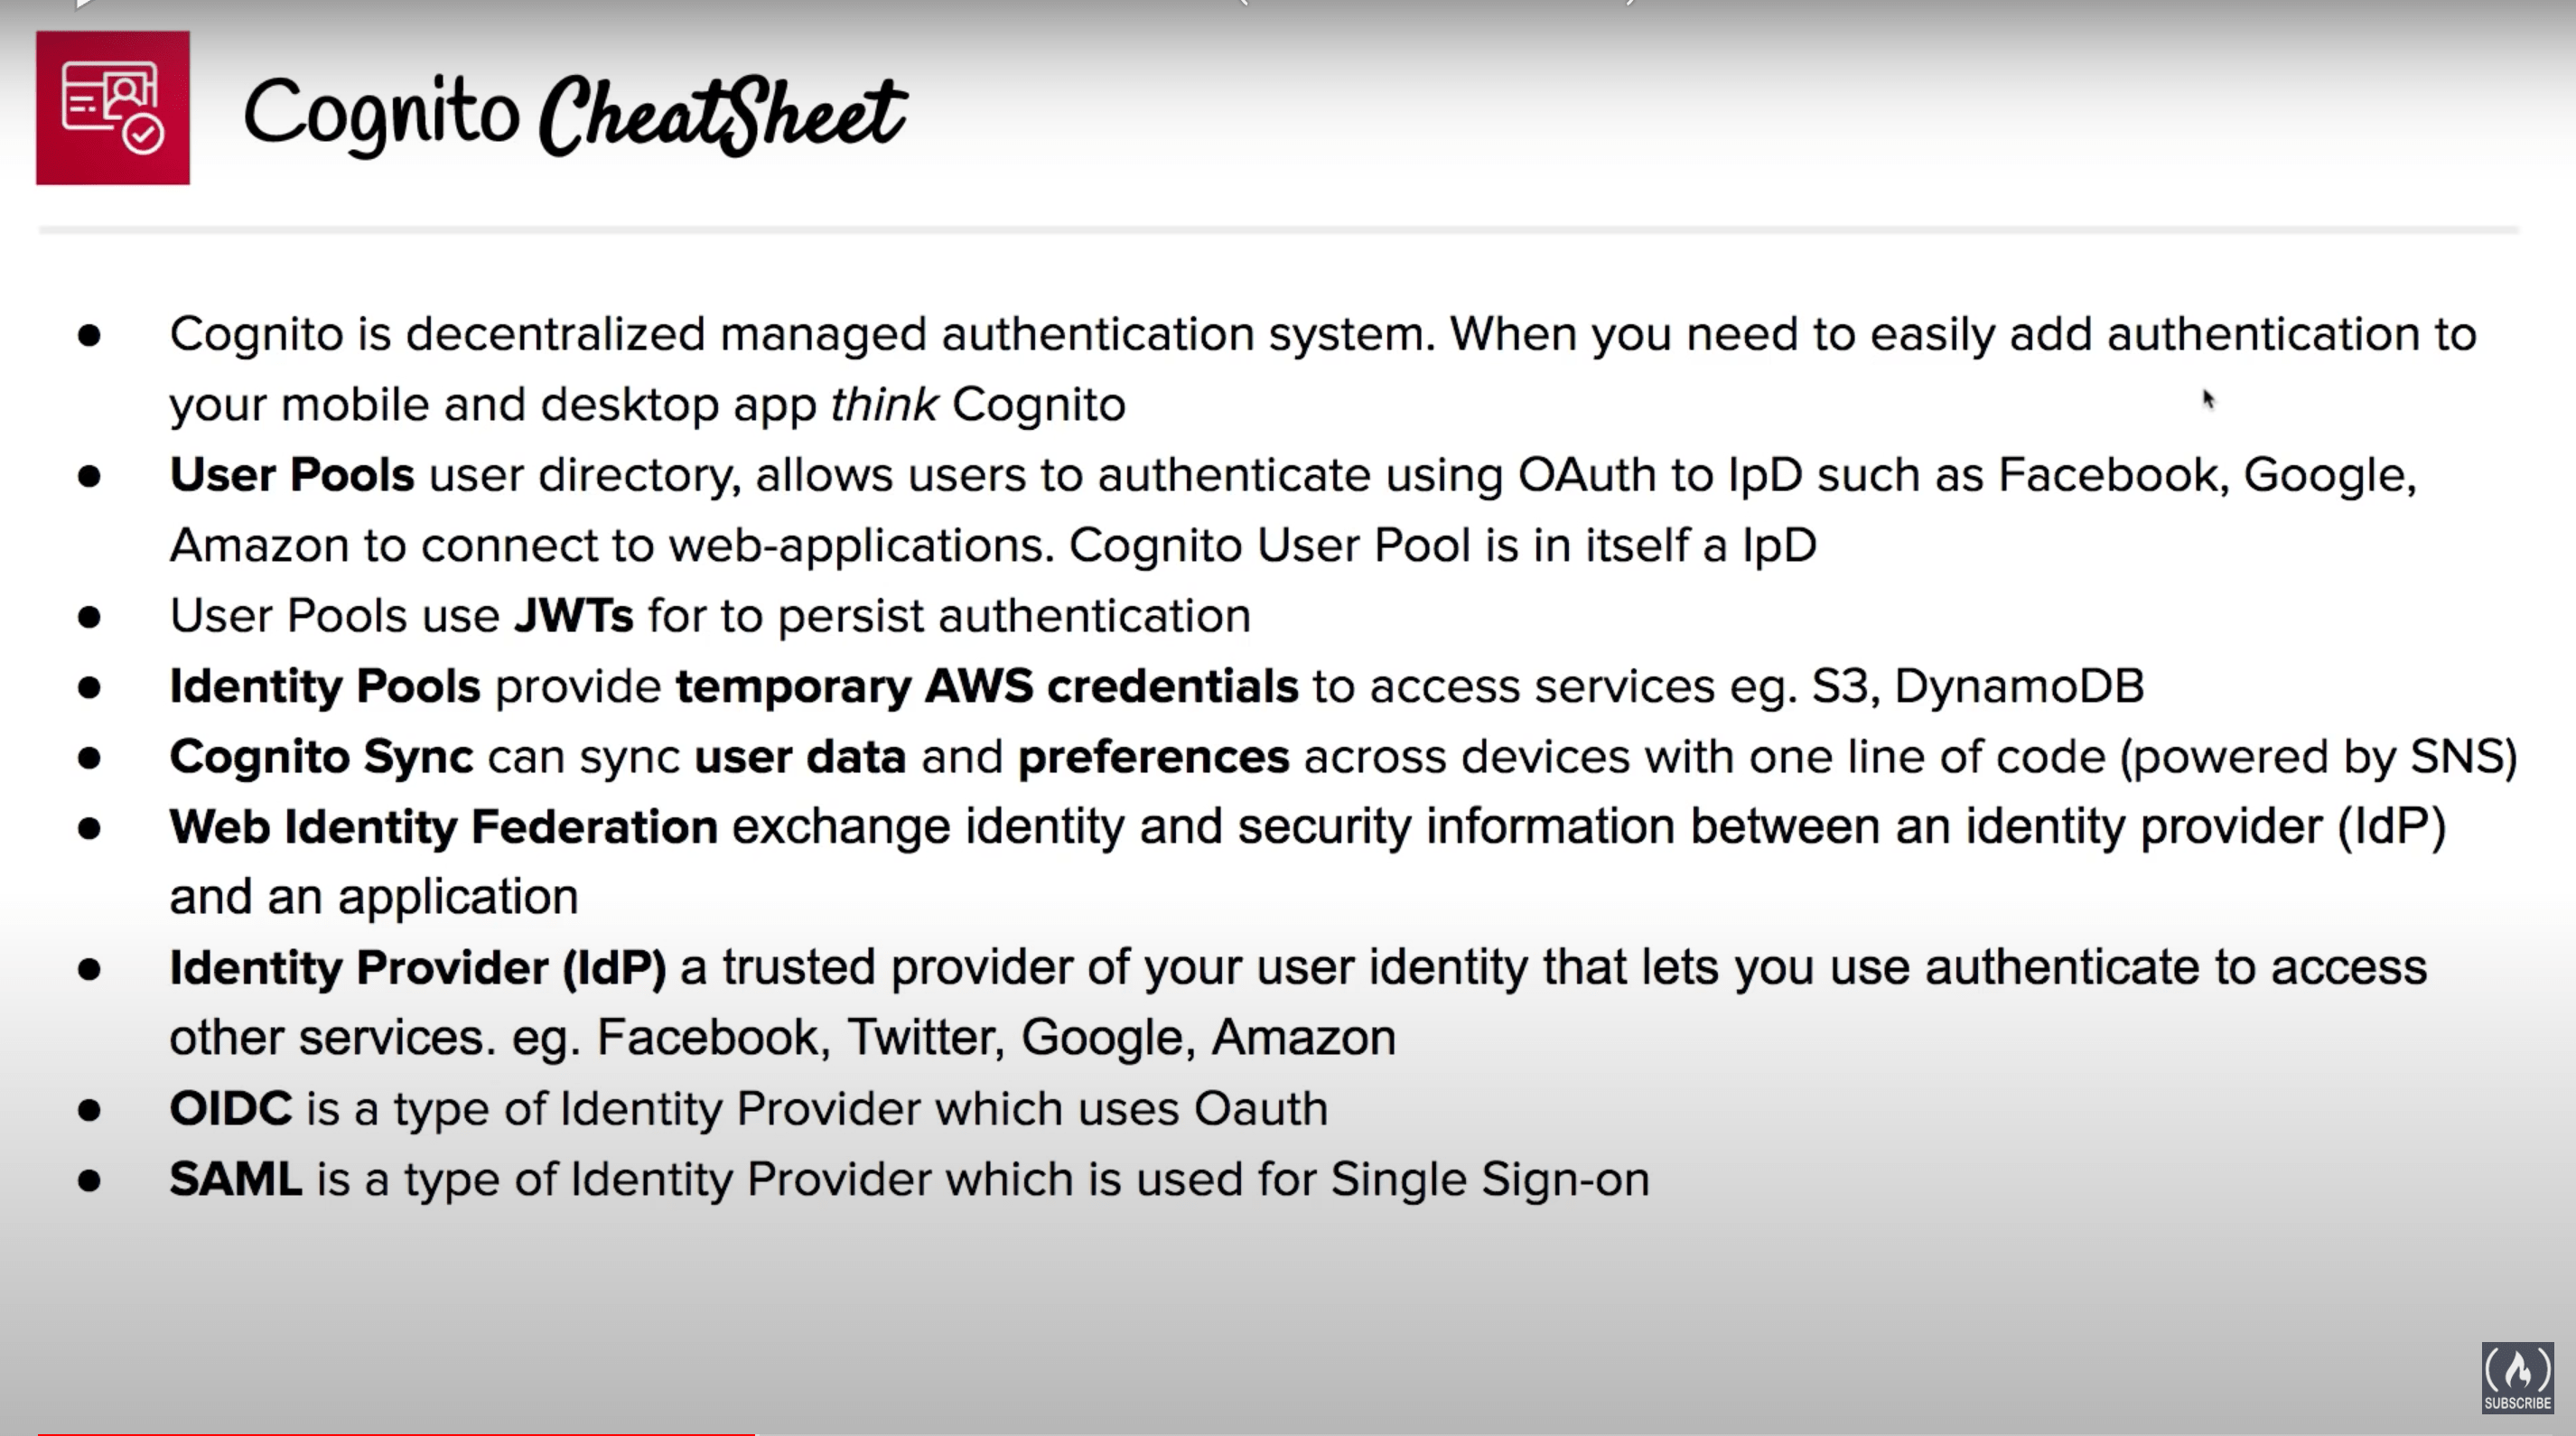 Cognito CheatSheet
● Cognito is decentralized managed authentication system. When you need to easily add authentication to
your mobile and desktop app think Cognito
● User Pools user directory, allows users to authenticate using OAuth to IpD such as Facebook, Google,
Amazon to connect to web-applications. Cognito User Pool is in itself a IpD
● User Pools use JWTs for to persist authentication
● Identity Pools provide temporary AWS credentials to access services eg. S3, DynamoDB
● Cognito Sync can sync user data and preferences across devices with one line of code (powered by SNS)
● Web Identity Federation exchange identity and security information between an identity provider (IdP)
and an application
● Identity Provider (IdP) a trusted provider of your user identity that lets you use authenticate to access
other services. eg. Facebook, Twitter, Google, Amazon
● OIDC is a type of Identity Provider which uses Oauth
● SAML is a type of Identity Provider which is used for Single Sign-on
SUBSCRIBE